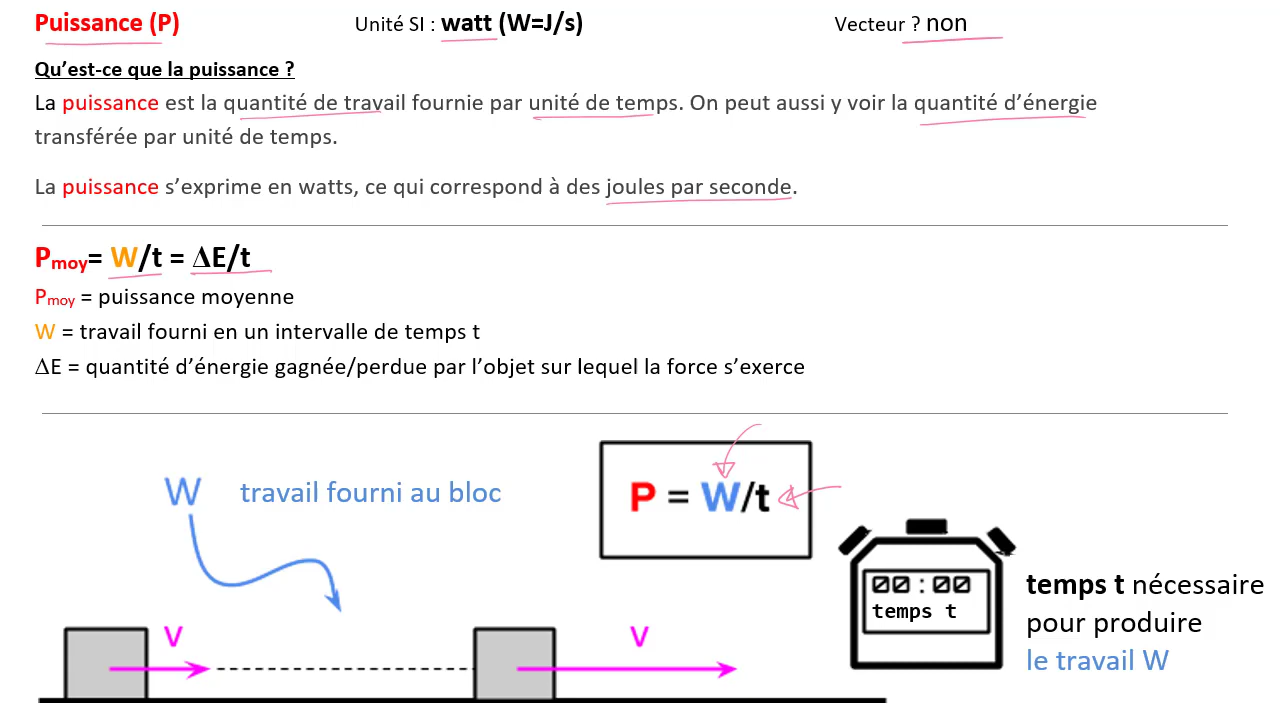 Puissance (P) Unité SI : watt (W=J/s) Vecteur ? non
Qu'est-ce que la puissance ?
La puissance est la quantité de travail fournie par unité de temps. On peut aussi y voir la quantité d'énergie
transférée par unité de temps.
La puissance s'exprime en watts, ce qui correspond à des joules par seconde.
Pmoy= W/t = ΔE/t
Pmoy = puissance moyenne
W = travail fourni en un intervalle de temps t
ΔE = quantité d'énergie gagnée/perdue par l'objet sur lequel la force s'exerce
W travail fourni au bloc
P = W/t
00:00
temps t
temps t nécessaire
pour produire
le travail W
V
V